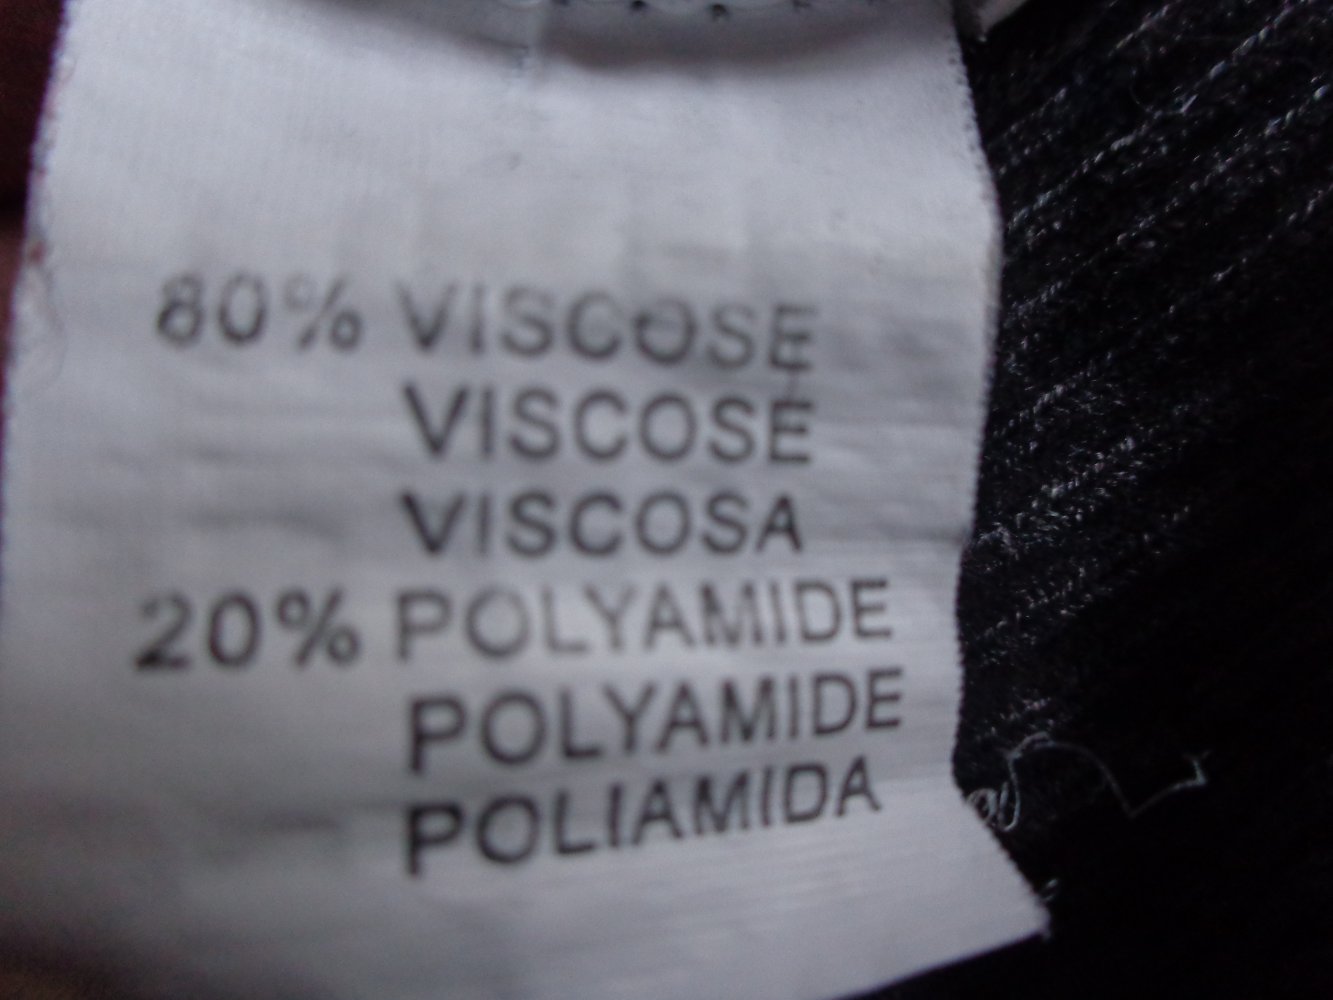 80% VISCOSE
VISCOSE
VISCOSA
20% POLYAMIDE
POLYAMIDE
POLIAMIDA